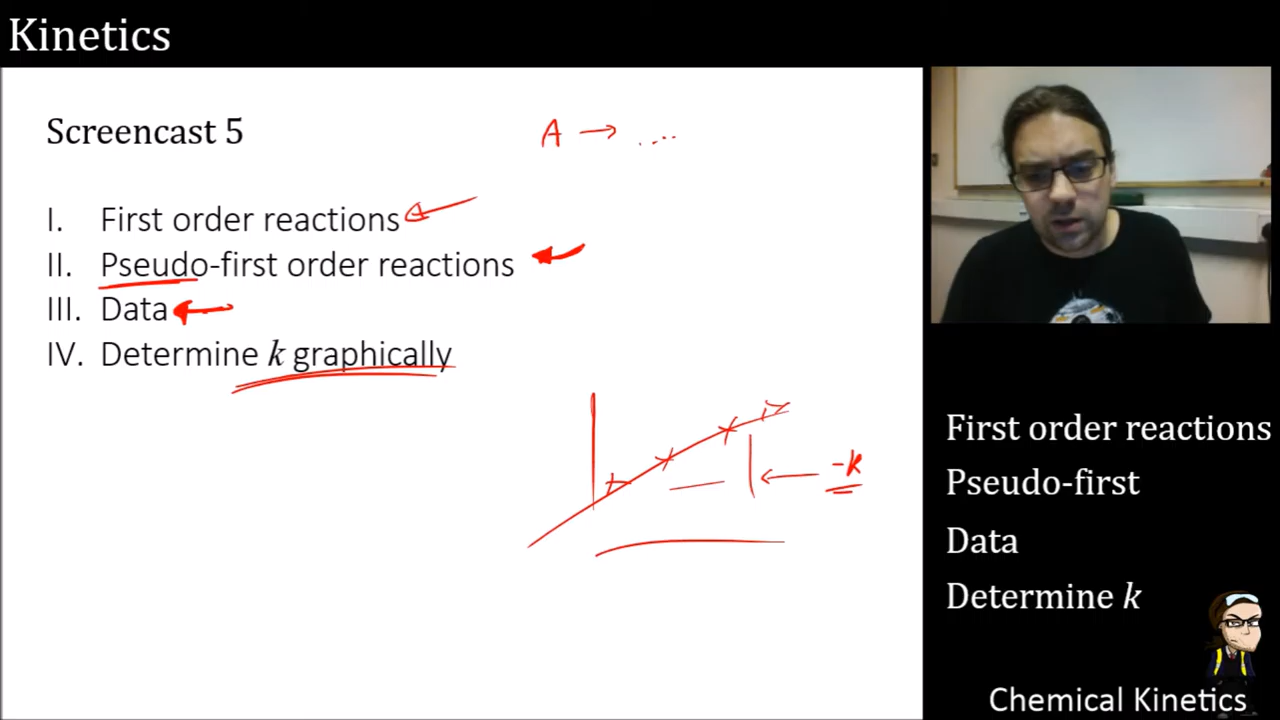 Kinetics
Screencast 5
A → ....
I. First order reactions
II. Pseudo-first order reactions
III. Data
IV. Determine k graphically
-k
First order reactions
Pseudo-first
Data
Determine k
Chemical Kinetics